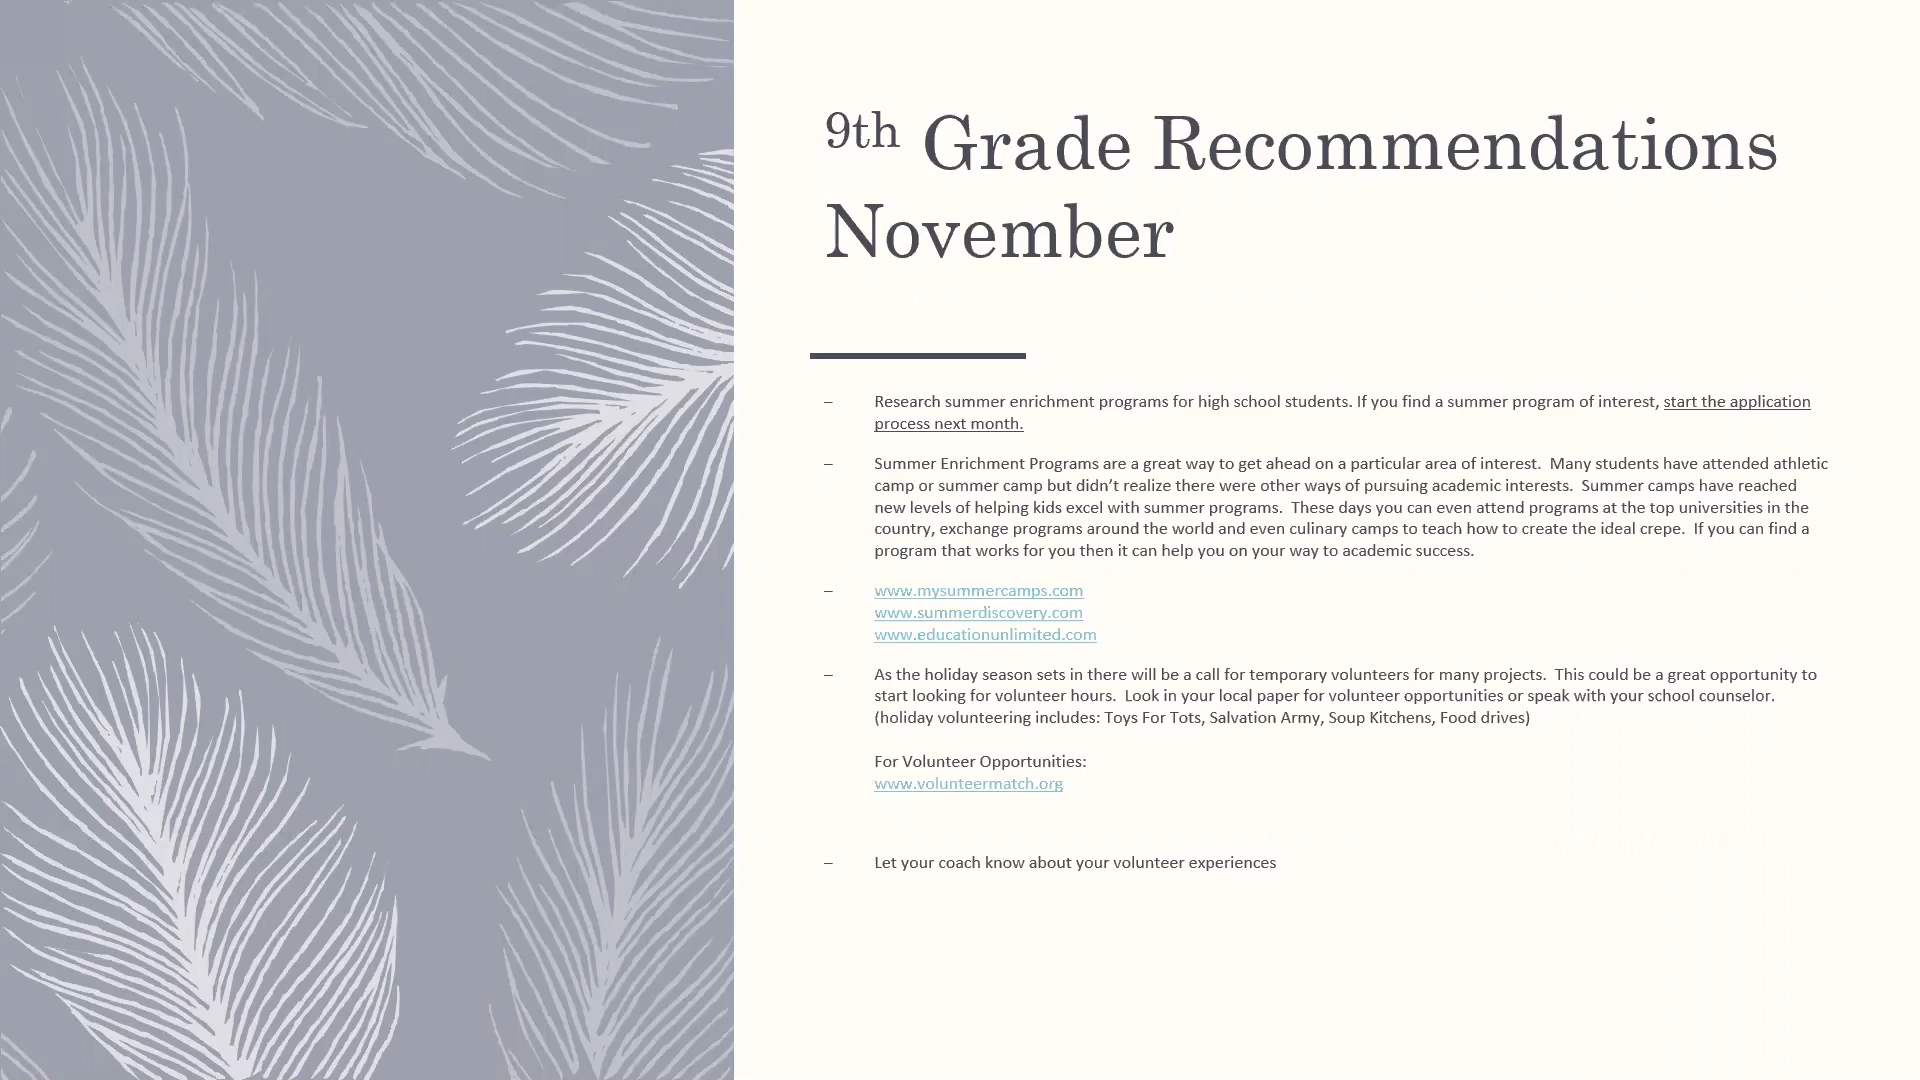 9th Grade Recommendations
November
– Research summer enrichment programs for high school students. If you find a summer program of interest, start the application
process next month.
– Summer Enrichment Programs are a great way to get ahead on a particular area of interest.  Many students have attended athletic
camp or summer camp but didn’t realize there were other ways of pursuing academic interests.  Summer camps have reached
new levels of helping kids excel with summer programs.  These days you can even attend programs at the top universities in the
country, exchange programs around the world and even culinary camps to teach how to create the ideal crepe.  If you can find a
program that works for you then it can help you on your way to academic success.
– www.mysummercamps.com
www.summerdiscovery.com
www.educationunlimited.com
– As the holiday season sets in there will be a call for temporary volunteers for many projects.  This could be a great opportunity to
start looking for volunteer hours.  Look in your local paper for volunteer opportunities or speak with your school counselor.
(holiday volunteering includes: Toys For Tots, Salvation Army, Soup Kitchens, Food drives)
For Volunteer Opportunities:
www.volunteermatch.org
– Let your coach know about your volunteer experiences